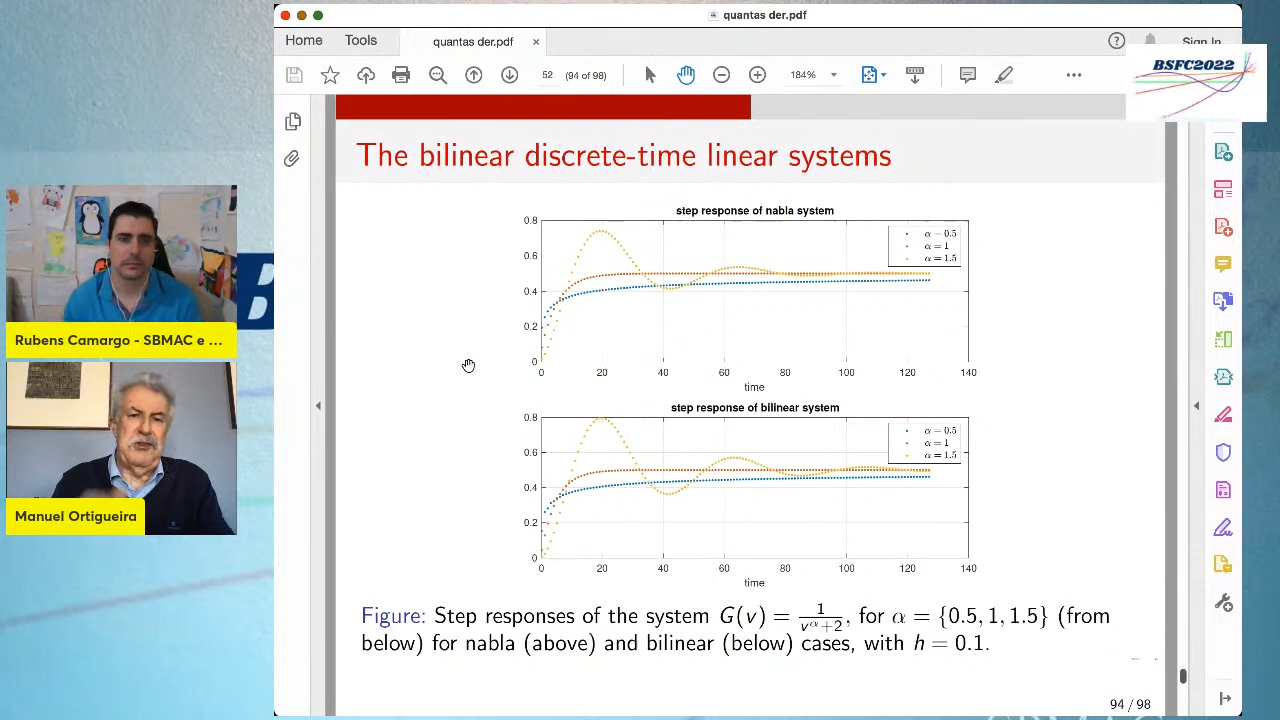 quantas der.pdf
Home
Tools
quantas der.pdf
Sign In
(94 of 98)
184%
BSFC2022
The bilinear discrete-time linear systems
step response of nabla system
0.8
0.6
0.4
0.2
0
0 20 40 60 80 100 120 140
time
α = 0.5
α = 1
α = 1.5
step response of bilinear system
0.8
0.6
0.4
0.2
0
0 20 40 60 80 100 120 140
time
α = 0.5
α = 1
α = 1.5
Figure: Step responses of the system G(v) = 1/(v^α+2), for α = {0.5, 1, 1.5} (from
below) for nabla (above) and bilinear (below) cases, with h = 0.1.
94 / 98
Rubens Camargo - SBMAC e ...
Manuel Ortigueira